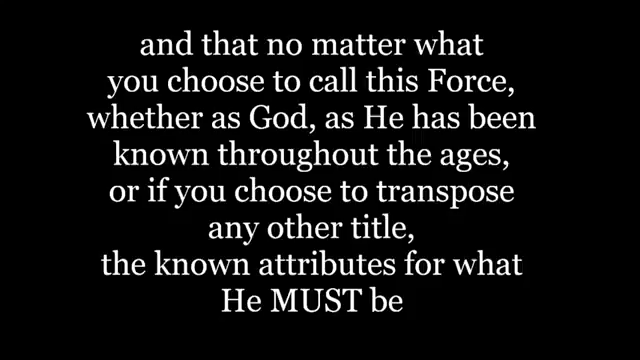 and that no matter what
you choose to call this Force,
whether as God, as He has been
known throughout the ages,
or if you choose to transpose
any other title,
the known attributes for what
He MUST be